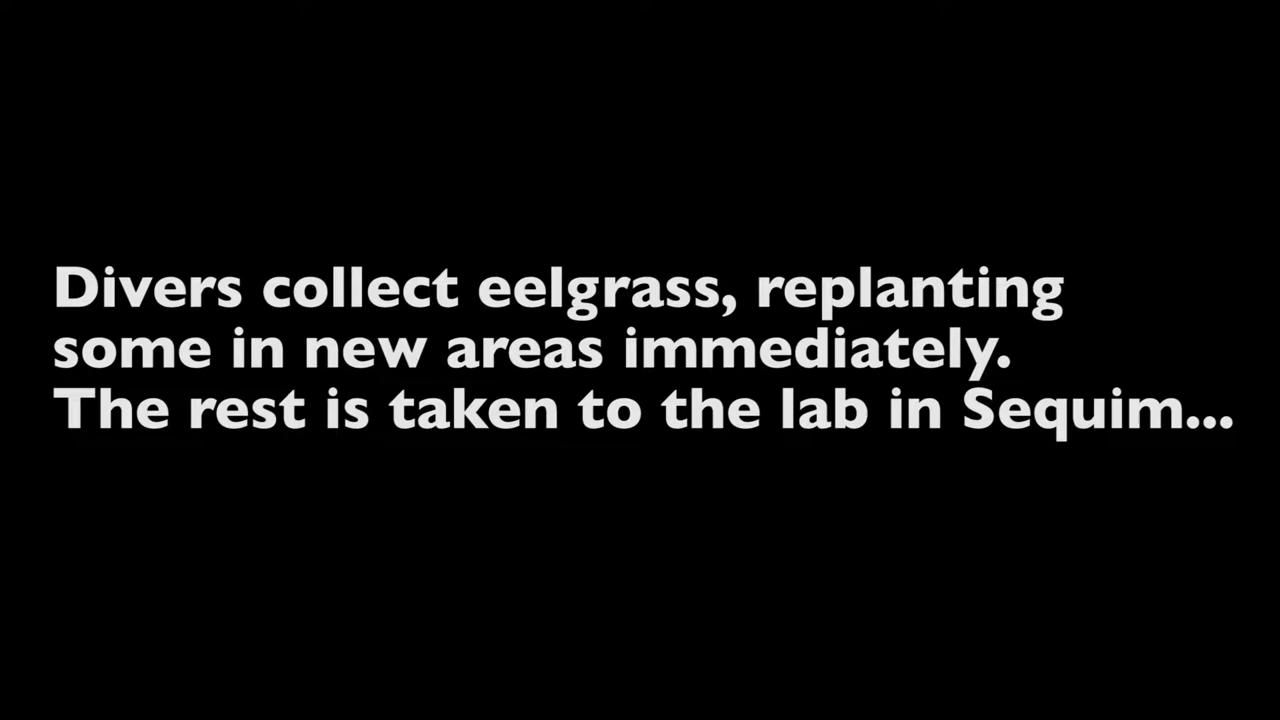 Divers collect eelgrass, replanting
some in new areas immediately.
The rest is taken to the lab in Sequim...